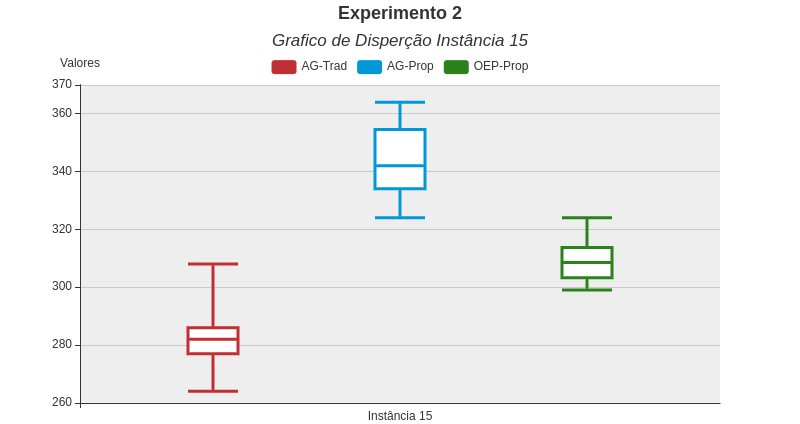 Experimento 2
Grafico de Disperção Instância 15
Valores
AG-Trad AG-Prop OEP-Prop
370
360
340
320
300
280
260
Instância 15